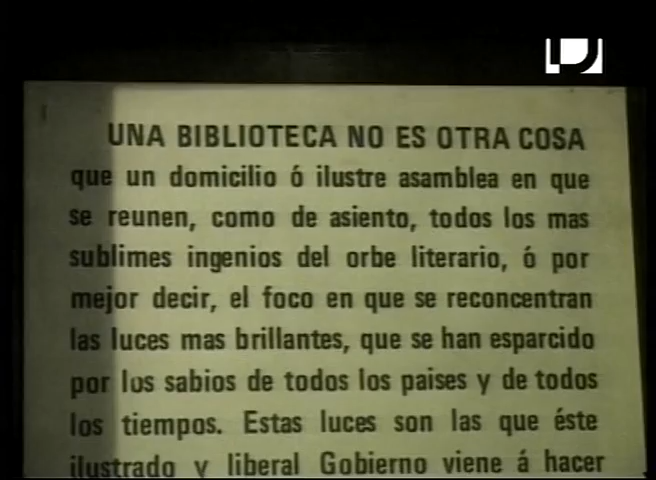 UNA BIBLIOTECA NO ES OTRA COSA
que un domicilio ó ilustre asamblea en que
se reunen, como de asiento, todos los mas
sublimes ingenios del orbe literario, ó por
mejor decir, el foco en que se reconcentran
las luces mas brillantes, que se han esparcido
por los sabios de todos los paises y de todos
los tiempos. Estas luces son las que éste
ilustrado y liberal Gobierno viene á hacer